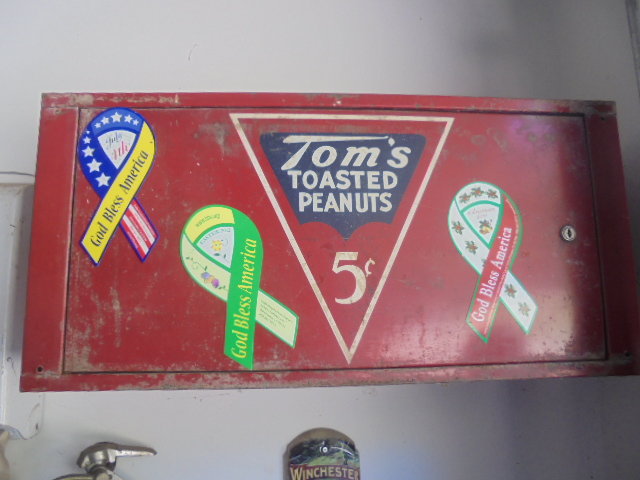 July
4th
God Bless America
Tom's
TOASTED
PEANUTS
5¢
God Bless America
God Bless America
WINCHESTER